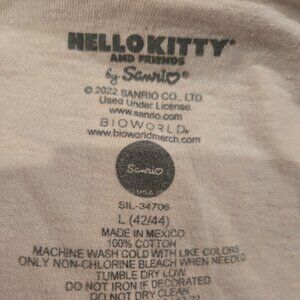 HELLO KITTY®
AND FRIENDS
by Sanrio®
© 2022 SANRIO CO., LTD.
Used Under License.
www.sanrio.com
BIOWORLD®
www.bioworldmerch.com
Sanrio
USA
SIL-34706
L (42/44)
MADE IN MEXICO
100% COTTON
MACHINE WASH COLD WITH LIKE COLORS
ONLY NON-CHLORINE BLEACH WHEN NEEDED
TUMBLE DRY LOW
DO NOT IRON IF DECORATED
DO NOT DRY CLEAN